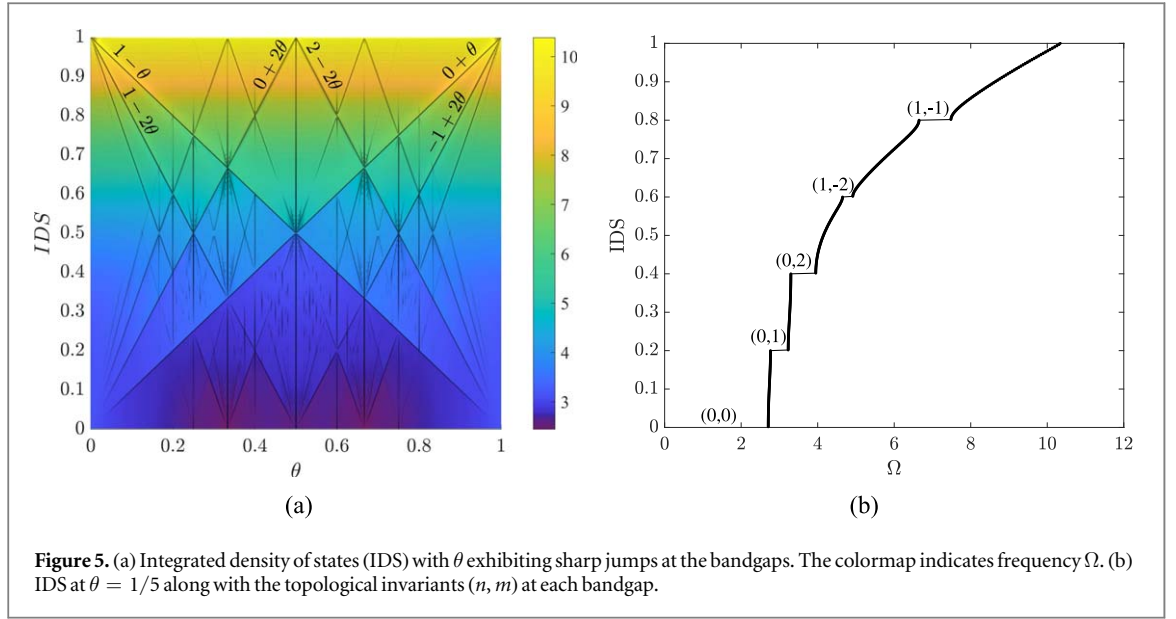 1
0.9
0.8
0.7
0.6
0.5
0.4
0.3
0.2
0.1
0
IDS
0 0.2 0.4 0.6 0.8 1
θ
1 − θ
1 − 2θ
0 + 2θ
2 − 2θ
0 + θ
−1 + 2θ
10
9
8
7
6
5
4
3
(a)
1
0.9
0.8
0.7
0.6
0.5
0.4
0.3
0.2
0.1
0
IDS
(1,-1)
(1,-2)
(0,2)
(0,1)
(0,0)
0 2 4 6 8 10 12
Ω
(b)
Figure 5. (a) Integrated density of states (IDS) with θ exhibiting sharp jumps at the bandgaps. The colormap indicates frequency Ω. (b)
IDS at θ = 1/5 along with the topological invariants (n, m) at each bandgap.